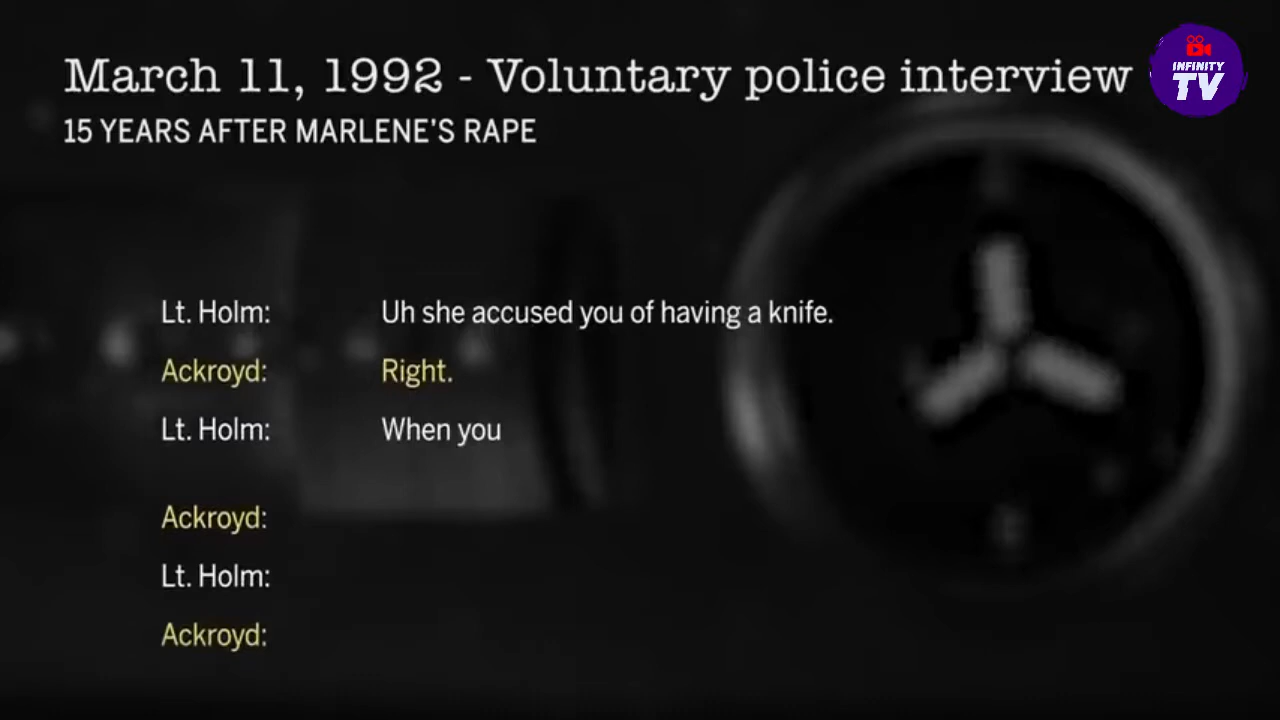 March 11, 1992 - Voluntary police interview
INFINITY
TV
15 YEARS AFTER MARLENE'S RAPE
Lt. Holm: Uh she accused you of having a knife.
Ackroyd: Right.
Lt. Holm: When you
Ackroyd:
Lt. Holm:
Ackroyd: